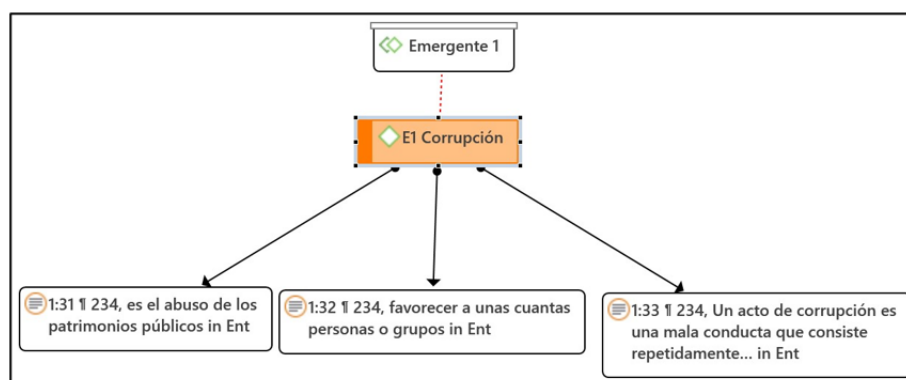 Emergente 1
E1 Corrupción
1:31 ¶ 234, es el abuso de los
patrimonios públicos in Ent
1:32 ¶ 234, favorecer a unas cuantas
personas o grupos in Ent
1:33 ¶ 234, Un acto de corrupción es
una mala conducta que consiste
repetidamente... in Ent